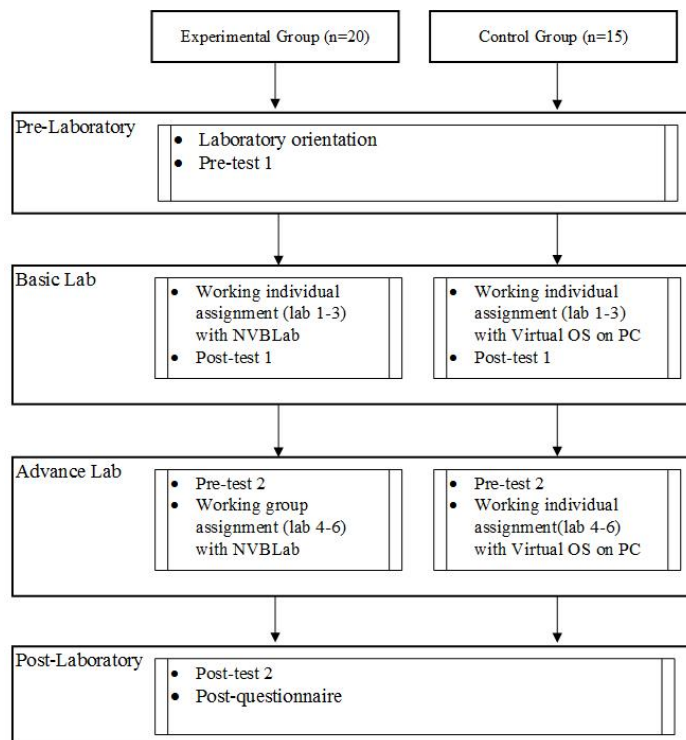 Experimental Group (n=20)
Control Group (n=15)
Pre-Laboratory
• Laboratory orientation
• Pre-test 1
Basic Lab
• Working individual
assignment (lab 1-3)
with NVBLab
• Post-test 1
• Working individual
assignment (lab 1-3)
with Virtual OS on PC
• Post-test 1
Advance Lab
• Pre-test 2
• Working group
assignment (lab 4-6)
with NVBLab
• Pre-test 2
• Working individual
assignment(lab 4-6)
with Virtual OS on PC
Post-Laboratory
• Post-test 2
• Post-questionnaire